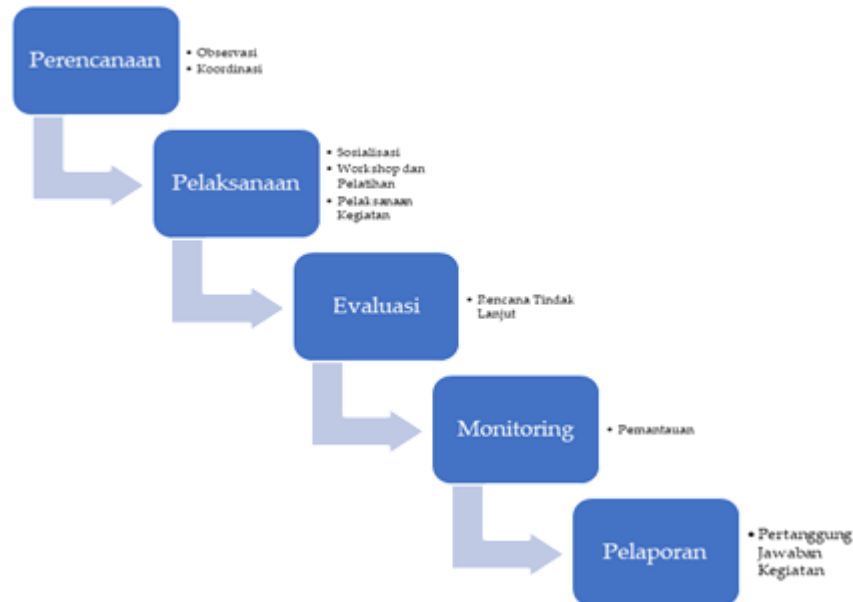 Perencanaan
• Observasi
• Koordinasi
Pelaksanaan
• Sosialisasi
• Workshop dan
Pelatihan
• Pelaksanaan
Kegiatan
Evaluasi
• Rencana Tindak
Lanjut
Monitoring
• Pemantauan
Pelaporan
• Pertanggung
Jawaban
Kegiatan